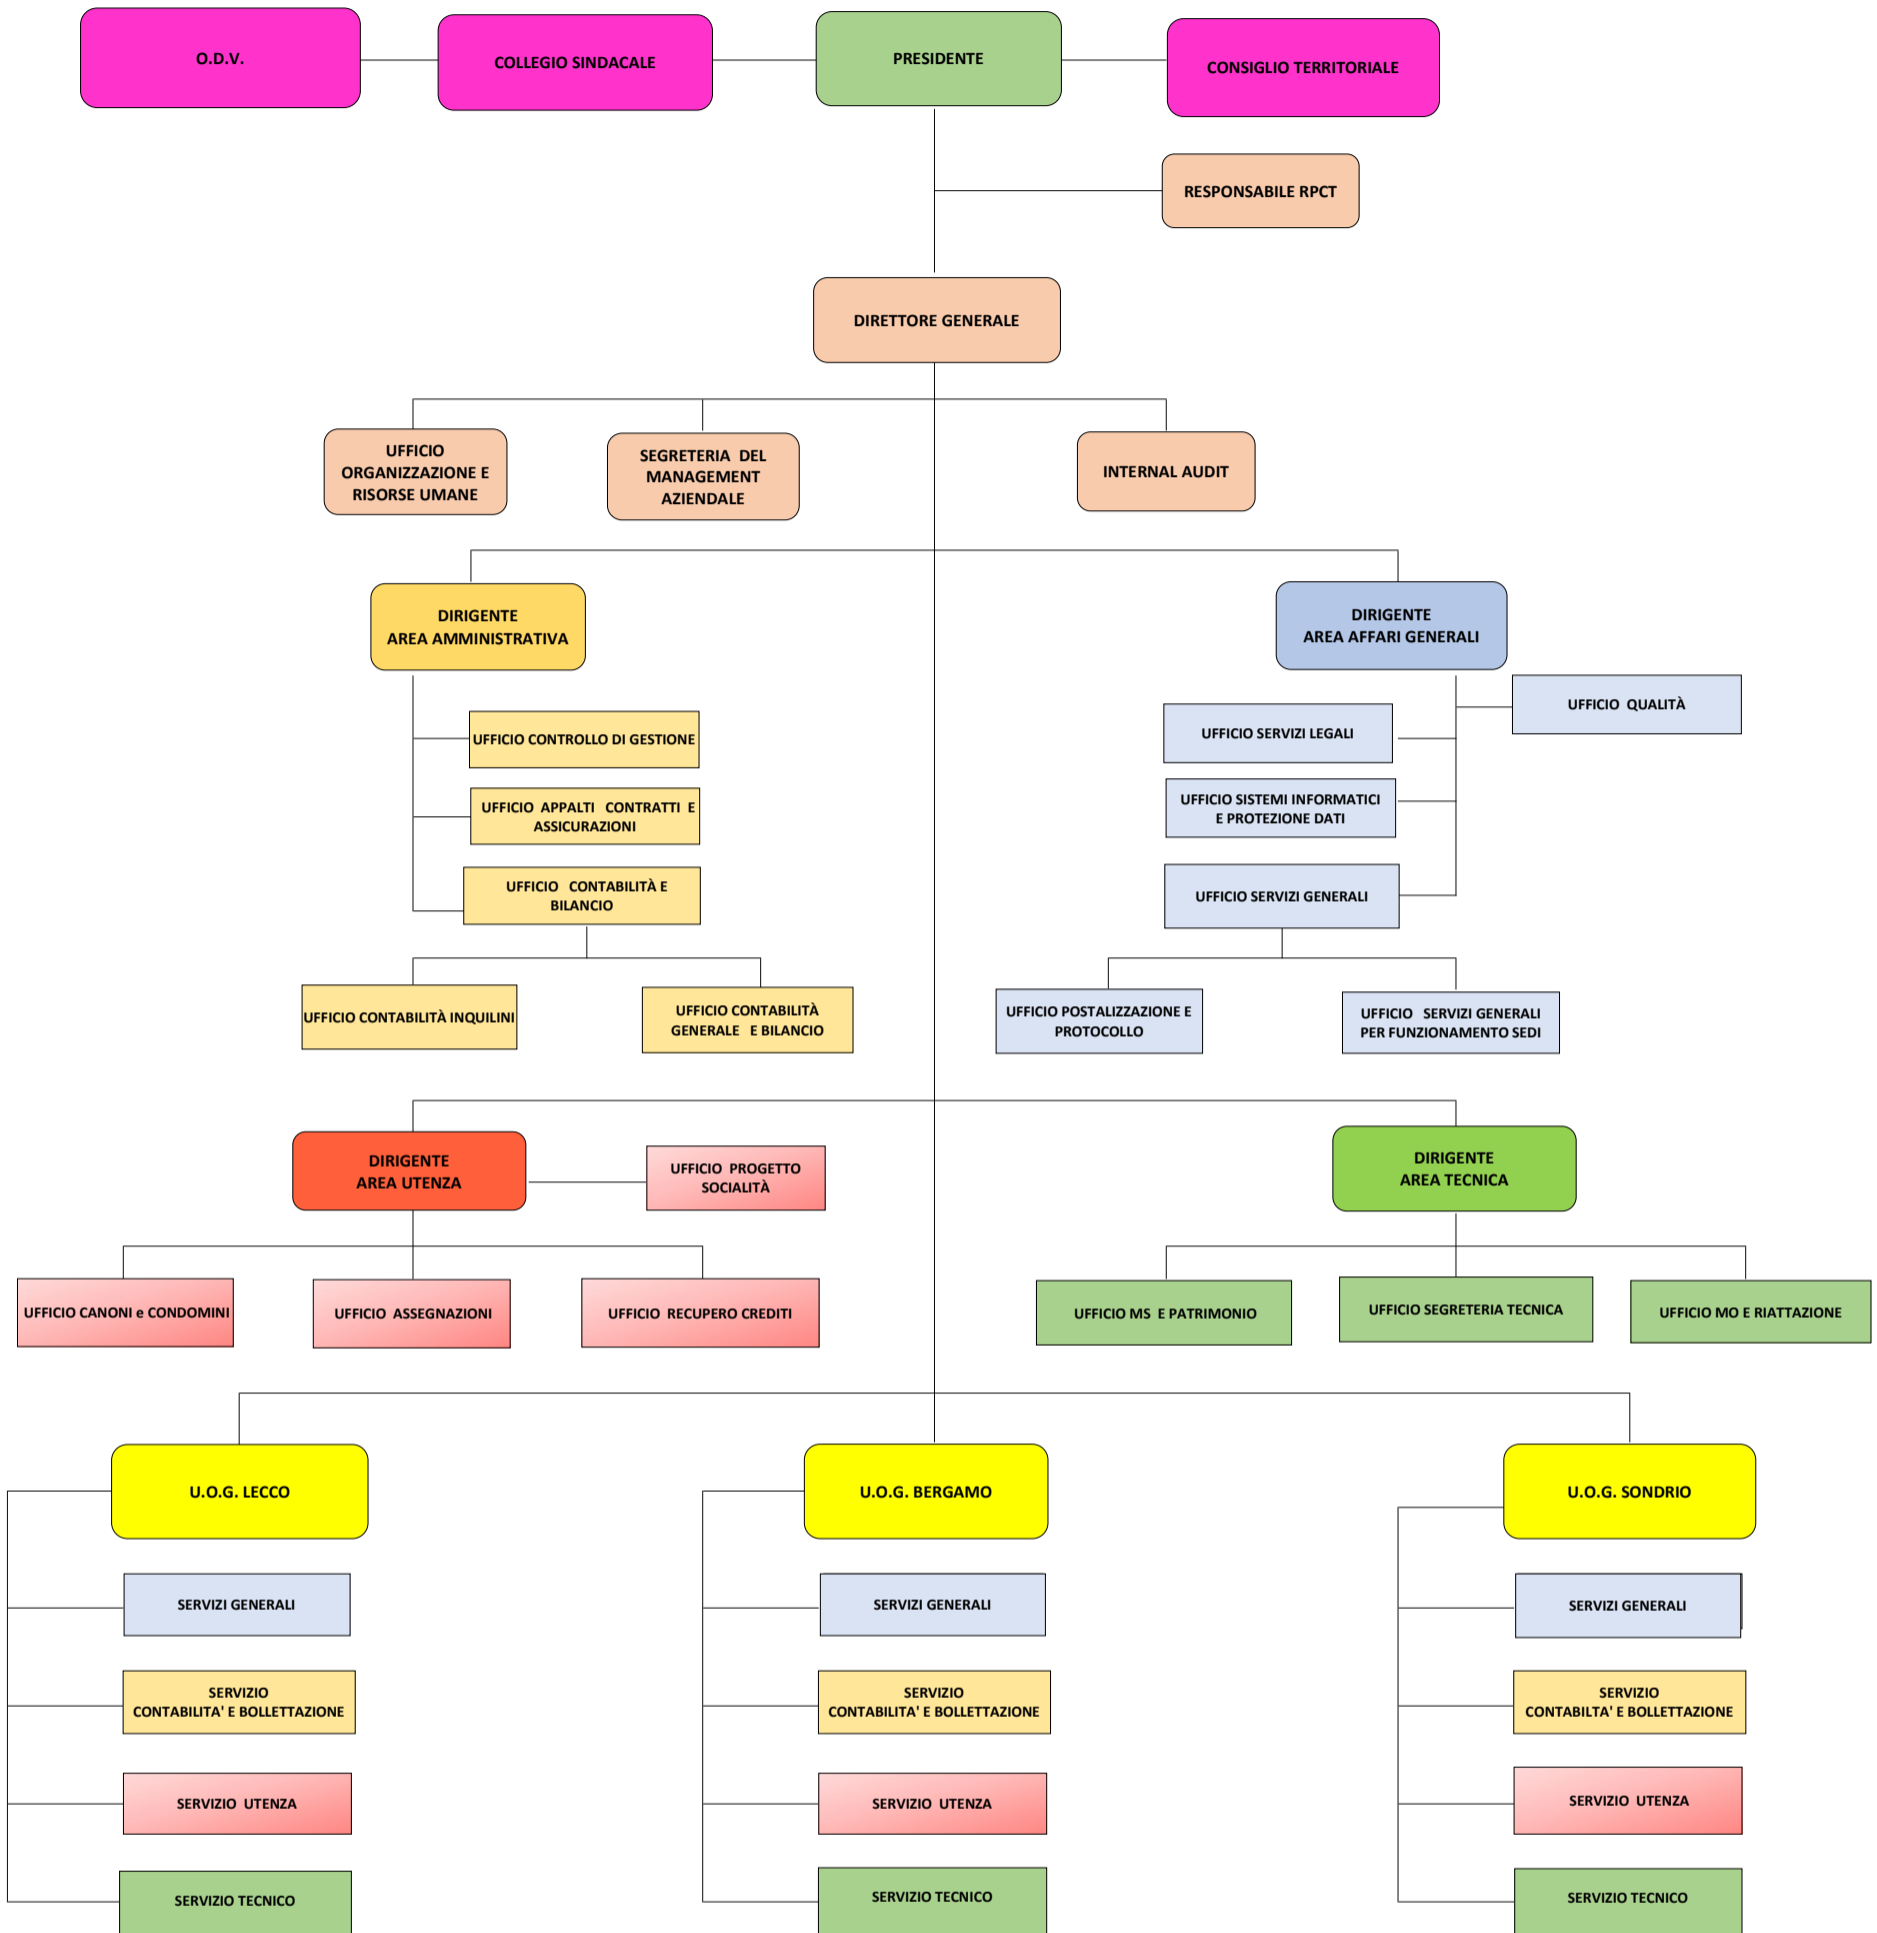 O.D.V.
COLLEGIO SINDACALE
PRESIDENTE
CONSIGLIO TERRITORIALE
RESPONSABILE RPCT
DIRETTORE GENERALE
UFFICIO
ORGANIZZAZIONE E
RISORSE UMANE
SEGRETERIA DEL
MANAGEMENT
AZIENDALE
INTERNAL AUDIT
DIRIGENTE
AREA AMMINISTRATIVA
DIRIGENTE
AREA AFFARI GENERALI
UFFICIO CONTROLLO DI GESTIONE
UFFICIO APPALTI CONTRATTI E
ASSICURAZIONI
UFFICIO CONTABILITÀ E
BILANCIO
UFFICIO CONTABILITÀ INQUILINI
UFFICIO CONTABILITÀ
GENERALE E BILANCIO
UFFICIO QUALITÀ
UFFICIO SERVIZI LEGALI
UFFICIO SISTEMI INFORMATICI
E PROTEZIONE DATI
UFFICIO SERVIZI GENERALI
UFFICIO POSTALIZZAZIONE E
PROTOCOLLO
UFFICIO SERVIZI GENERALI
PER FUNZIONAMENTO SEDI
DIRIGENTE
AREA UTENZA
UFFICIO PROGETTO
SOCIALITÀ
DIRIGENTE
AREA TECNICA
UFFICIO CANONI e CONDOMINI
UFFICIO ASSEGNAZIONI
UFFICIO RECUPERO CREDITI
UFFICIO MS E PATRIMONIO
UFFICIO SEGRETERIA TECNICA
UFFICIO MO E RIATTAZIONE
U.O.G. LECCO
SERVIZI GENERALI
SERVIZIO
CONTABILITA' E BOLLETTAZIONE
SERVIZIO UTENZA
SERVIZIO TECNICO
U.O.G. BERGAMO
SERVIZI GENERALI
SERVIZIO
CONTABILITA' E BOLLETTAZIONE
SERVIZIO UTENZA
SERVIZIO TECNICO
U.O.G. SONDRIO
SERVIZI GENERALI
SERVIZIO
CONTABILTA' E BOLLETTAZIONE
SERVIZIO UTENZA
SERVIZIO TECNICO